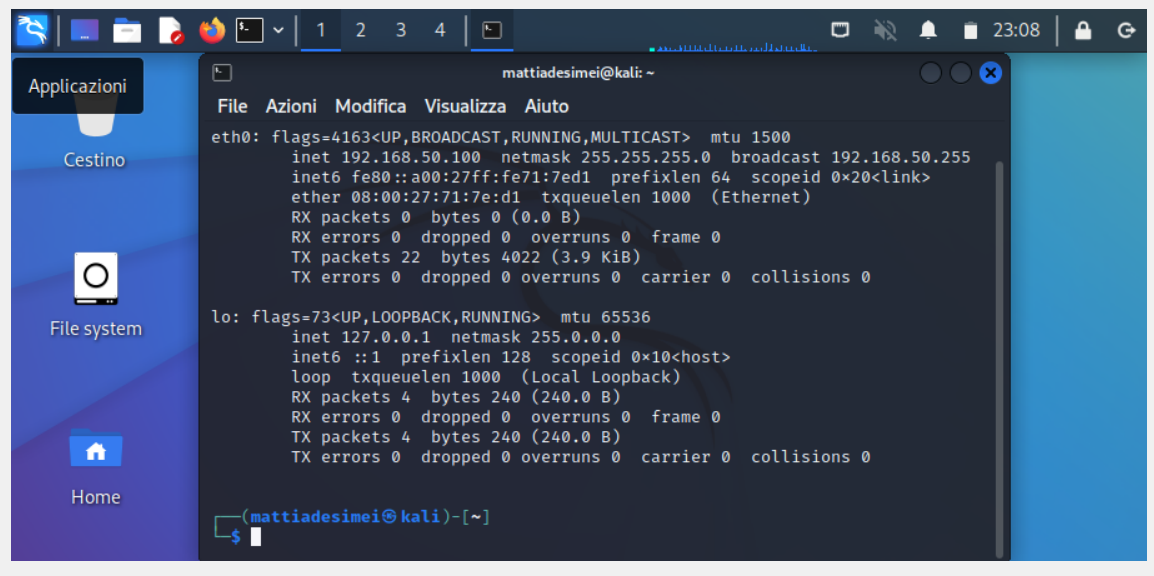 1 2 3 4 23:08
Applicazioni
mattiadesimei@kali: ~
File Azioni Modifica Visualizza Aiuto
eth0: flags=4163<UP,BROADCAST,RUNNING,MULTICAST> mtu 1500
inet 192.168.50.100 netmask 255.255.255.0 broadcast 192.168.50.255
inet6 fe80::a00:27ff:fe71:7ed1 prefixlen 64 scopeid 0×20<link>
ether 08:00:27:71:7e:d1 txqueuelen 1000 (Ethernet)
RX packets 0 bytes 0 (0.0 B)
RX errors 0 dropped 0 overruns 0 frame 0
TX packets 22 bytes 4022 (3.9 KiB)
TX errors 0 dropped 0 overruns 0 carrier 0 collisions 0
lo: flags=73<UP,LOOPBACK,RUNNING> mtu 65536
inet 127.0.0.1 netmask 255.0.0.0
inet6 ::1 prefixlen 128 scopeid 0×10<host>
loop txqueuelen 1000 (Local Loopback)
RX packets 4 bytes 240 (240.0 B)
RX errors 0 dropped 0 overruns 0 frame 0
TX packets 4 bytes 240 (240.0 B)
TX errors 0 dropped 0 overruns 0 carrier 0 collisions 0
┌──(mattiadesimei㉿kali)-[~]
└─$
Cestino
File system
Home